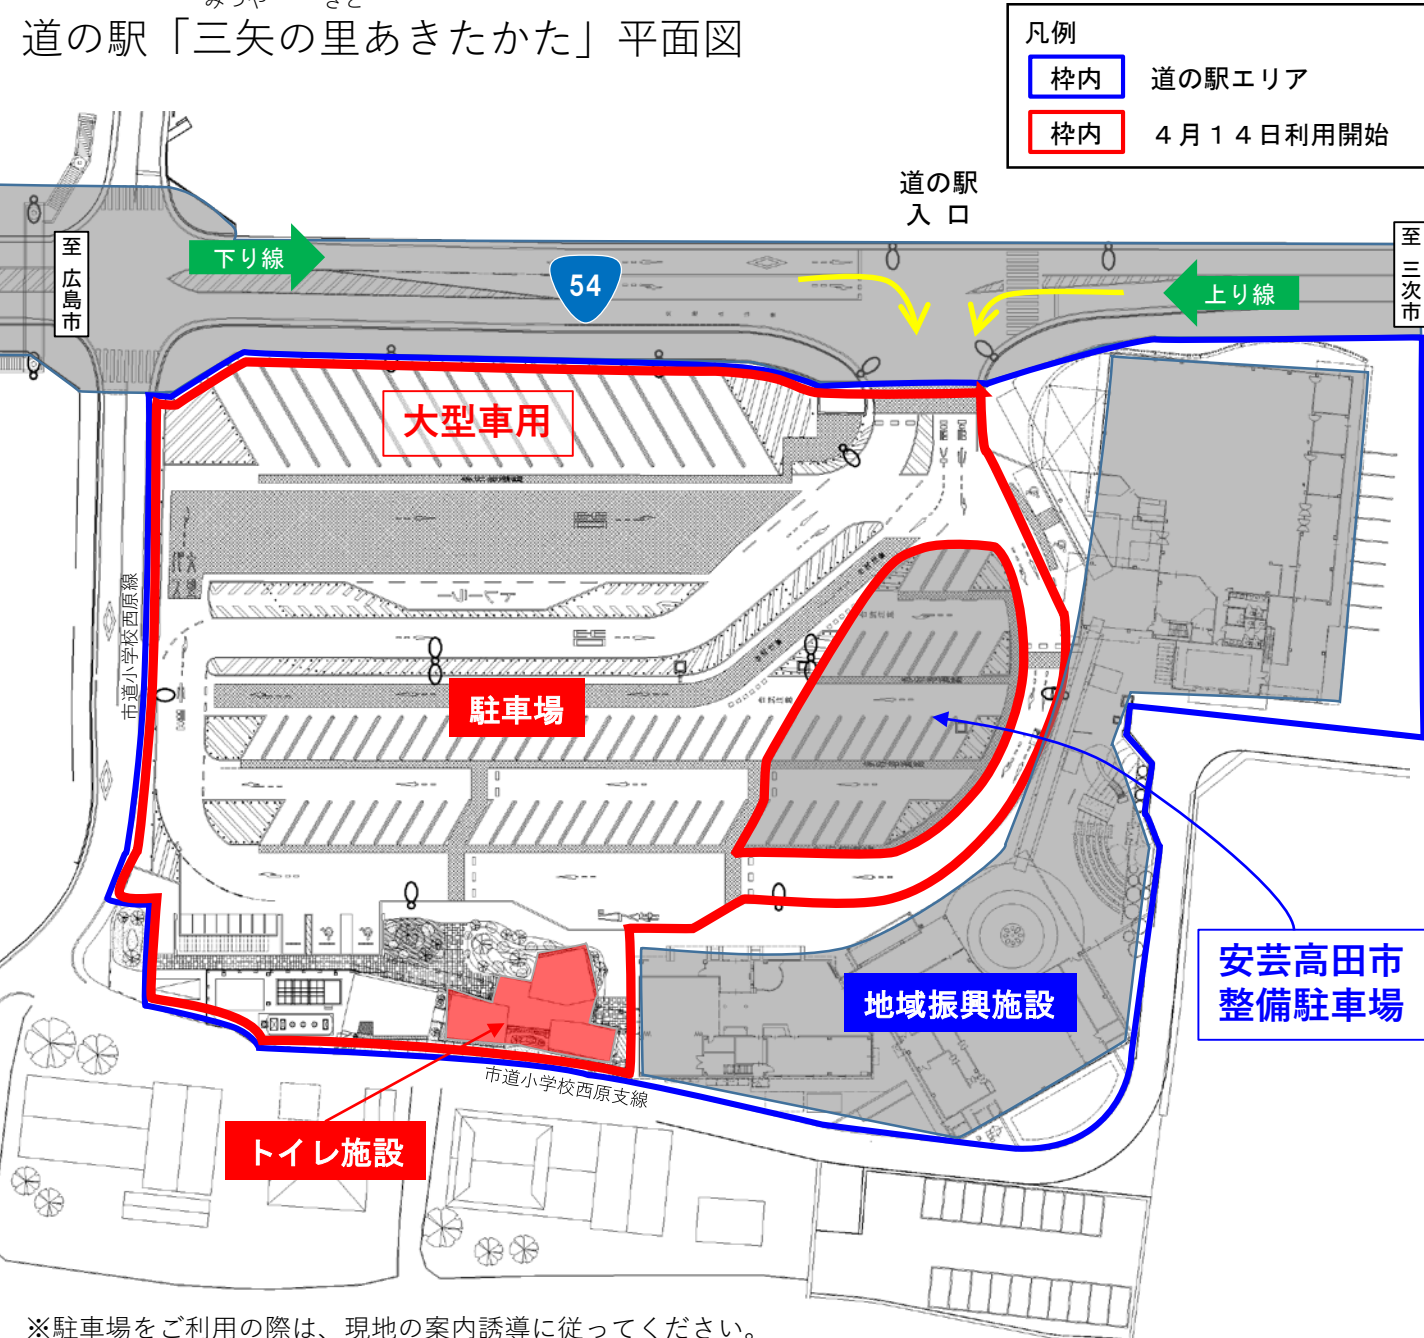 みつや　さと
道の駅「三矢の里あきたかた」平面図
凡例
枠内　道の駅エリア
枠内　４月１４日利用開始
道の駅
入口
至　広島市
下り線
54
上り線
至　三次市
大型車用
市道小学校西原線
駐車場
安芸高田市
整備駐車場
地域振興施設
市道小学校西原支線
トイレ施設
※駐車場をご利用の際は、現地の案内誘導に従ってください。